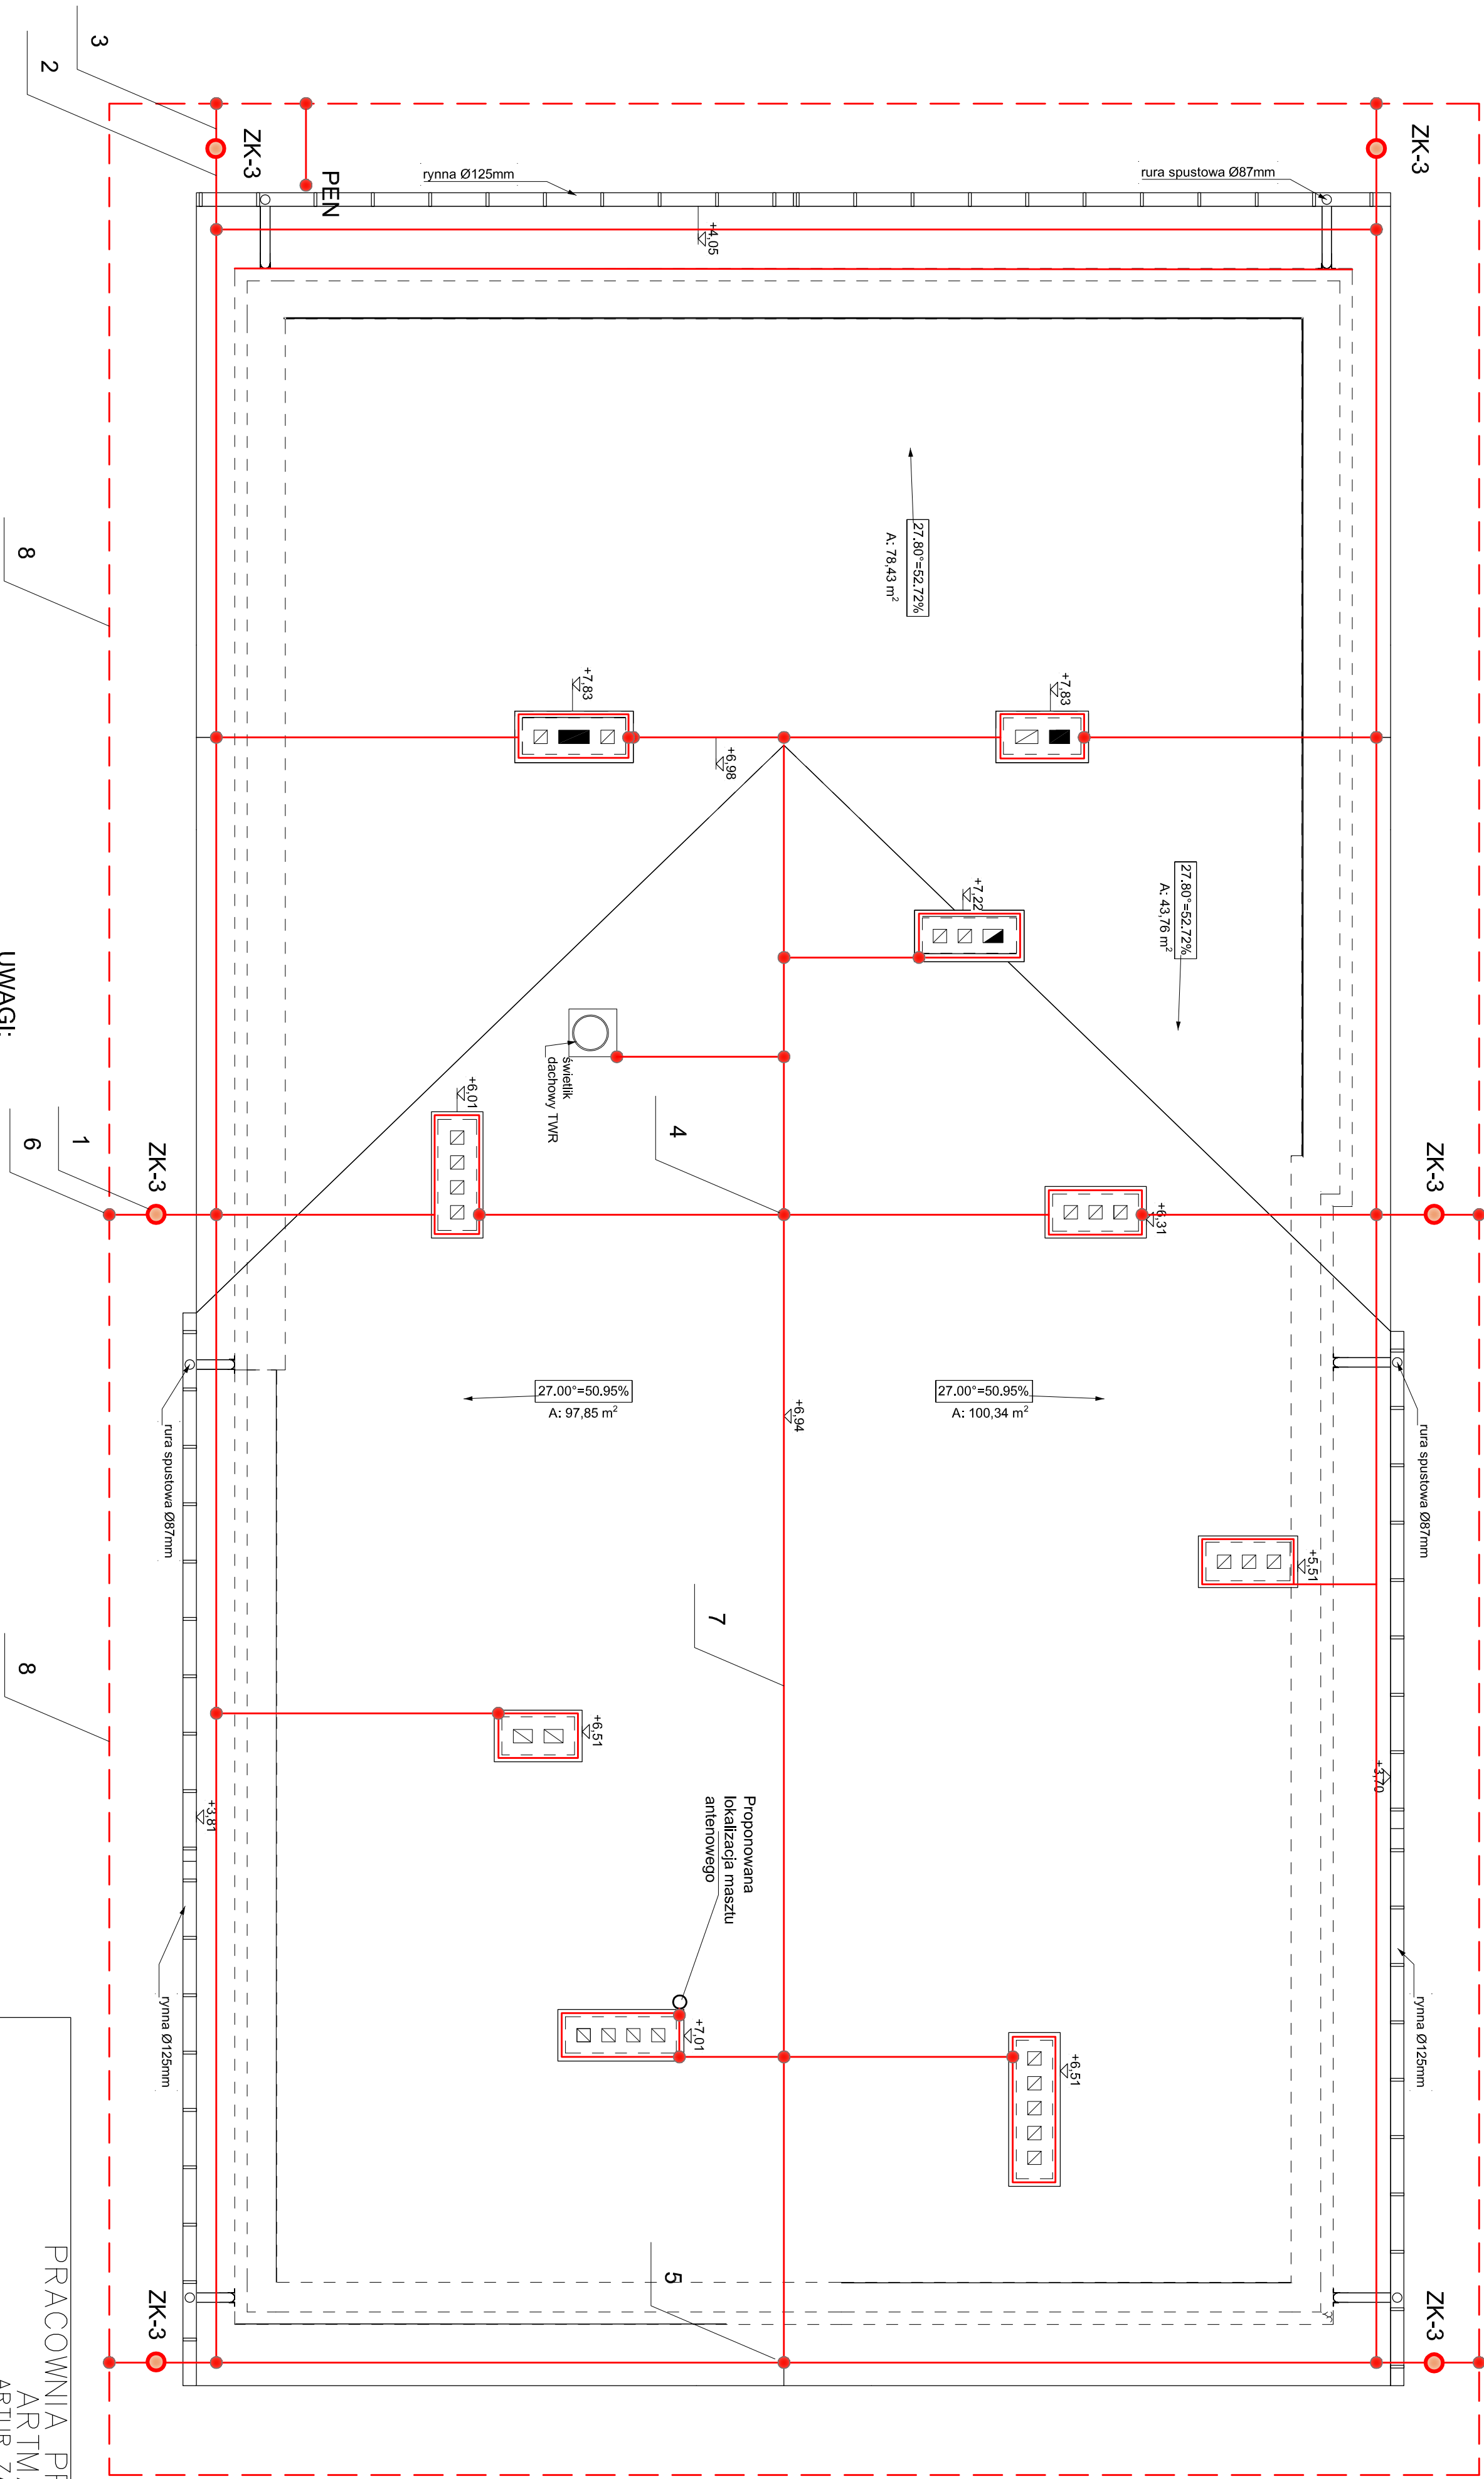 3
2
ZK-3
PEN
rynna Ø125mm
rura spustowa Ø87mm
ZK-3
+4,05
8
27.80°=52.72%
A: 78,43 m²
+7,83
+7,83
+6,98
27.80°=52.72%
A: 43,76 m²
+7,22
UWAGI:
świetlik
dachowy TWR
+6,01
4
+6,31
1
6
ZK-3
ZK-3
27.00°=50.95%
A: 97,85 m²
27.00°=50.95%
A: 100,34 m²
+6,94
rura spustowa Ø87mm
rura spustowa Ø87mm
+5,51
7
8
+6,51
+3,70
+3,81
Proponowana
lokalizacja masztu
antenowego
rynna Ø125mm
rynna Ø125mm
+7,01
+6,51
5
ZK-3
ZK-3
PRACOWNIA